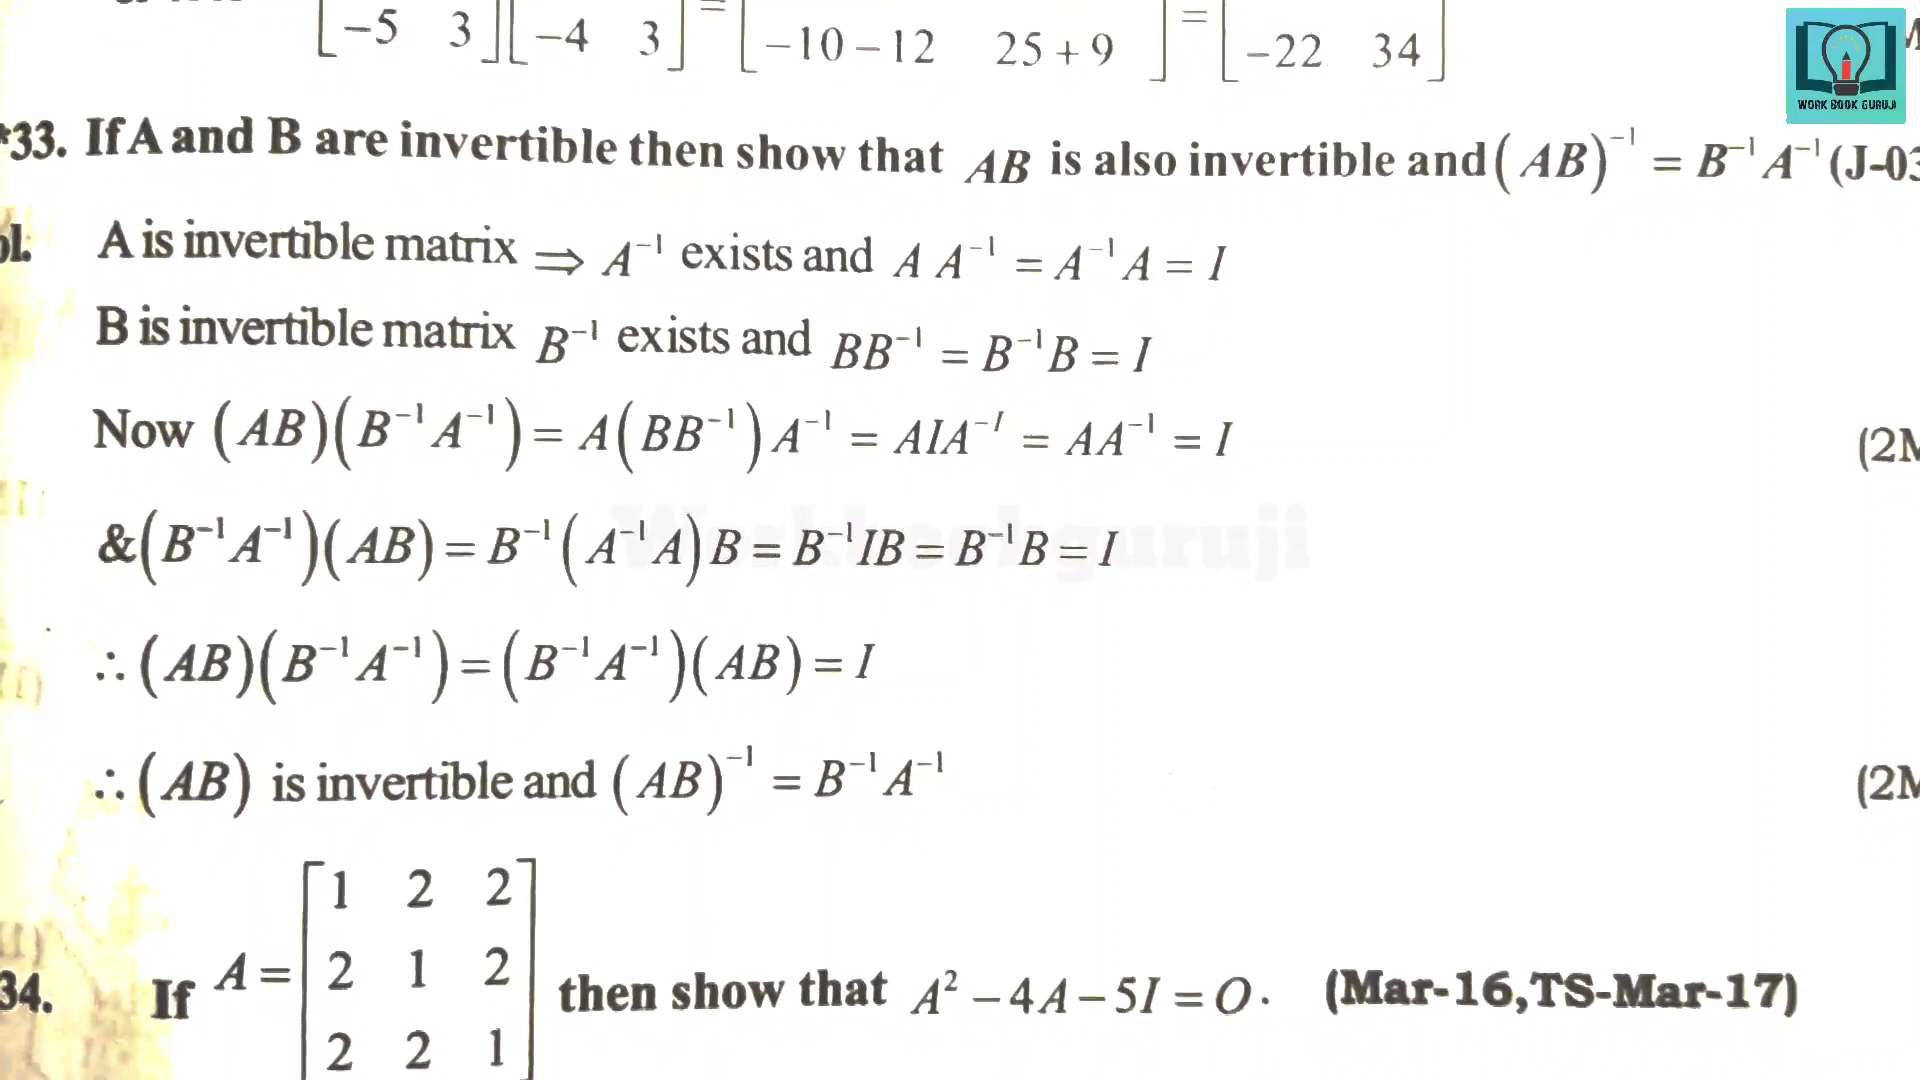 [-5 3][-4 3] = [-10-12 25+9] = [-22 34]
WORK BOOK GURUJI
*33. If A and B are invertible then show that AB is also invertible and (AB)⁻¹ = B⁻¹A⁻¹ (J-03
ol. A is invertible matrix ⇒ A⁻¹ exists and A A⁻¹ = A⁻¹A = I
B is invertible matrix B⁻¹ exists and BB⁻¹ = B⁻¹B = I
Now (AB)(B⁻¹A⁻¹) = A(BB⁻¹)A⁻¹ = AIA⁻ᴵ = AA⁻¹ = I (2M
&(B⁻¹A⁻¹)(AB) = B⁻¹(A⁻¹A)B = B⁻¹IB = B⁻¹B = I
Workbookguruji
∴ (AB)(B⁻¹A⁻¹) = (B⁻¹A⁻¹)(AB) = I
∴ (AB) is invertible and (AB)⁻¹ = B⁻¹A⁻¹ (2M
1 2 2
34. If A = 2 1 2 then show that A² – 4A – 5I = O. (Mar-16,TS-Mar-17)
2 2 1